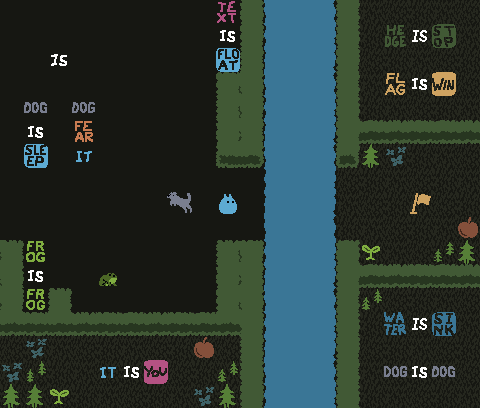 TEXT
IS
FLOAT
HEDGE IS STOP
IS
FLAG IS WIN
DOG DOG
IS FEAR
SLEEP IT
FROG
IS
FROG
WATER IS SINK
IT IS YOU
DOG IS DOG